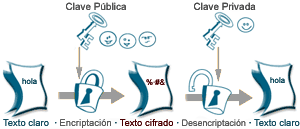 Clave Pública Clave Privada
hola %·#& hola
Texto claro · Encriptación · Texto cifrado · Desencriptación · Texto claro